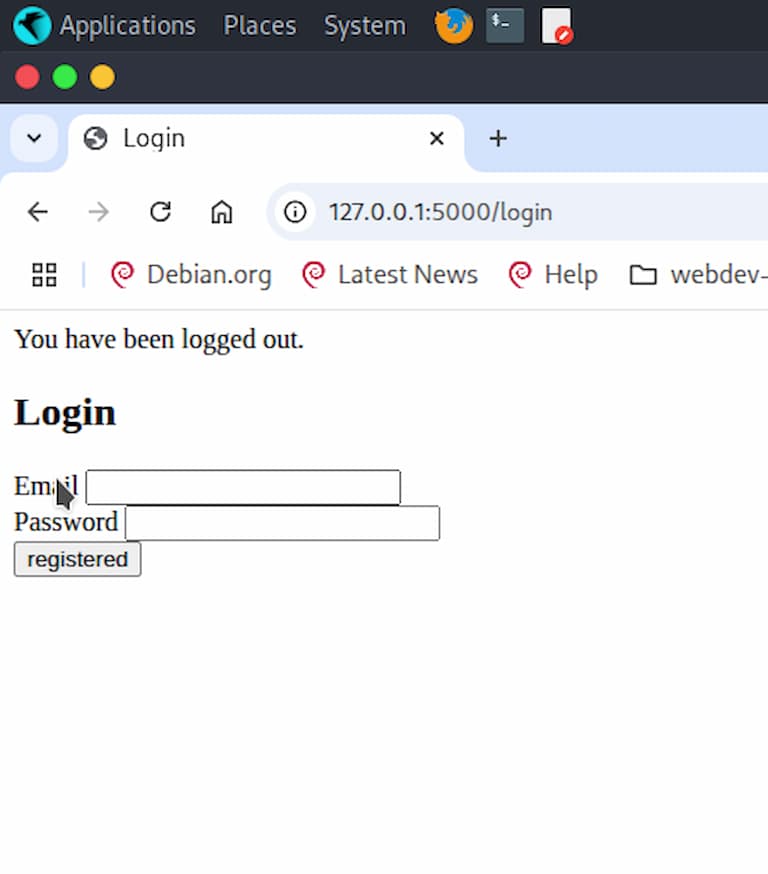 Applications Places System
Login
127.0.0.1:5000/login
Debian.org Latest News Help webdev-
You have been logged out.
Login
Email
Password
registered